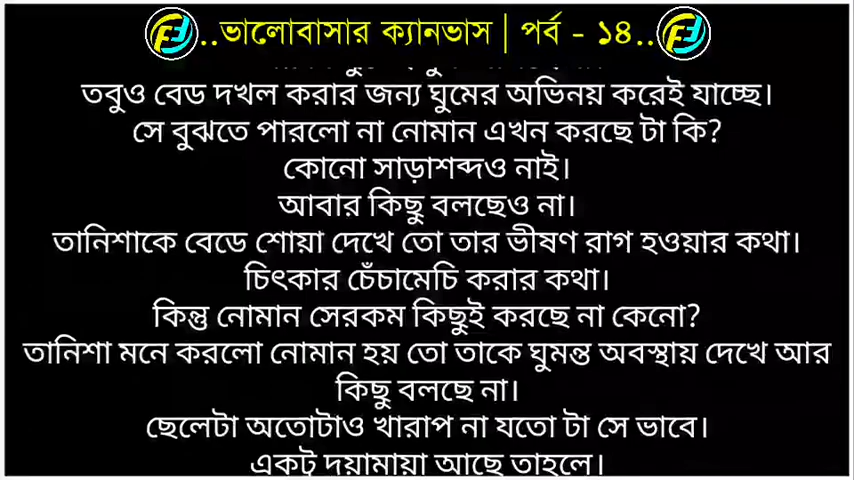 ..ভালোবাসার ক্যানভাস | পর্ব - ১৪..
তবুও বেড দখল করার জন্য ঘুমের অভিনয় করেই যাচ্ছে।
সে বুঝতে পারলো না নোমান এখন করছে টা কি?
কোনো সাড়াশব্দও নাই।
আবার কিছু বলছেও না।
তানিশাকে বেডে শোয়া দেখে তো তার ভীষণ রাগ হওয়ার কথা।
চিৎকার চেঁচামেচি করার কথা।
কিন্তু নোমান সেরকম কিছুই করছে না কেনো?
তানিশা মনে করলো নোমান হয় তো তাকে ঘুমন্ত অবস্থায় দেখে আর
কিছু বলছে না।
ছেলেটা অতোটাও খারাপ না যতো টা সে ভাবে।
একটু দয়ামায়া আছে তাহলে।